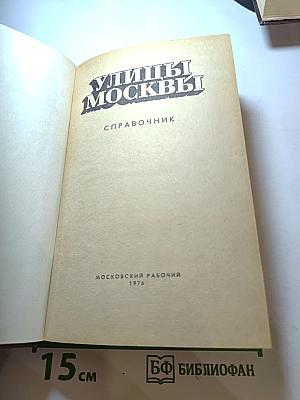 УЛИЦЫ
МОСКВЫ
СПРАВОЧНИК
МОСКОВСКИЙ РАБОЧИЙ
1976
15 см
БФ БИБЛИОФАН